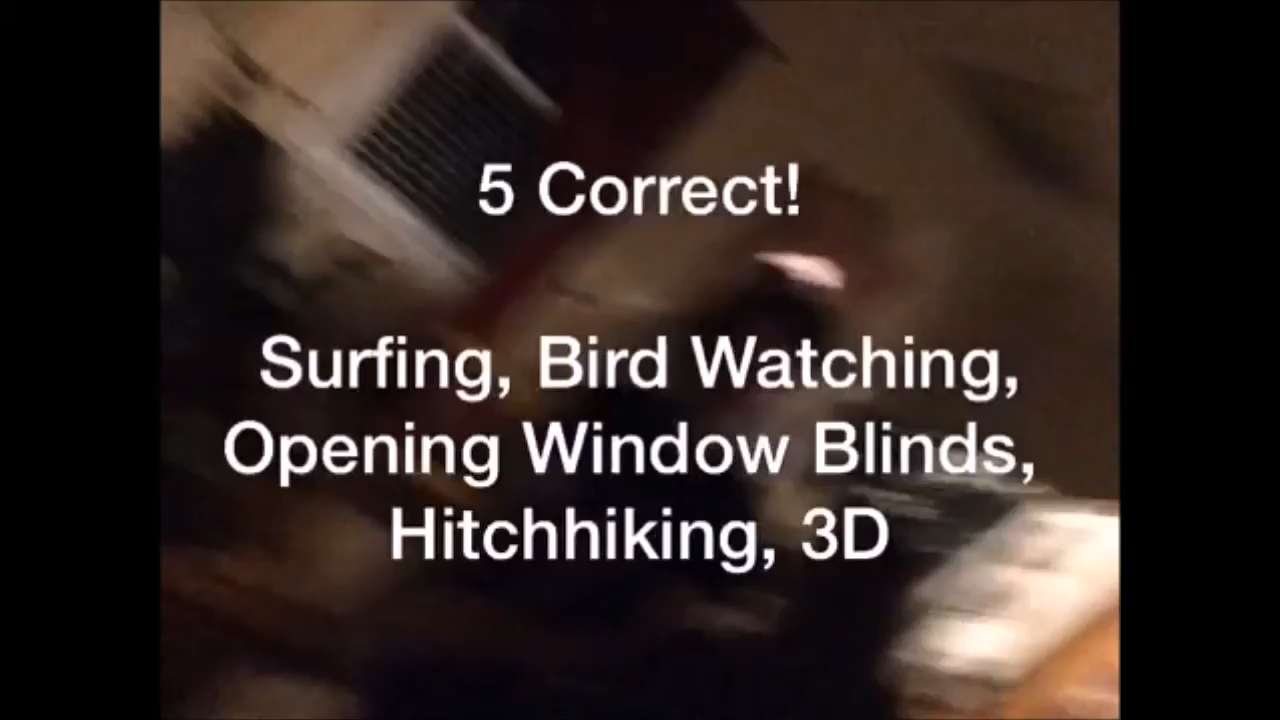 5 Correct!
Surfing, Bird Watching,
Opening Window Blinds,
Hitchhiking, 3D